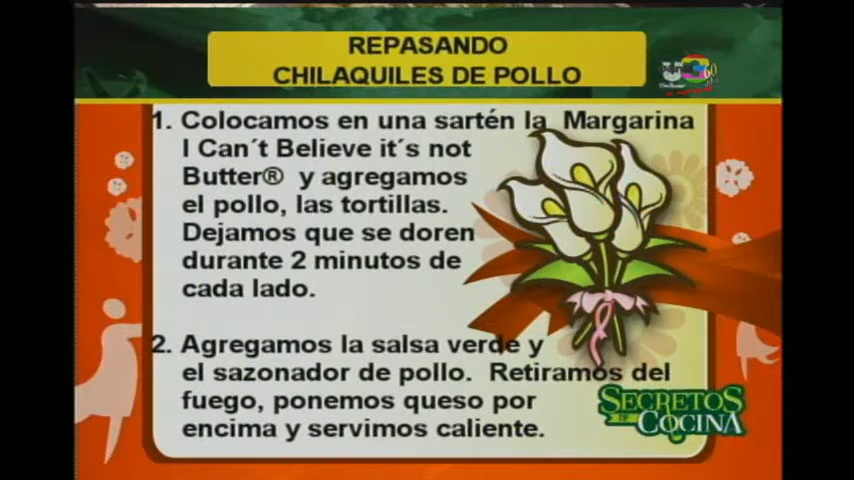 REPASANDO
CHILAQUILES DE POLLO
1. Colocamos en una sartén la Margarina
I Can´t Believe it´s not
Butter® y agregamos
el pollo, las tortillas.
Dejamos que se doren
durante 2 minutos de
cada lado.
2. Agregamos la salsa verde y
el sazonador de pollo. Retiramos del
fuego, ponemos queso por
encima y servimos caliente.
SECRETOS
DE COCINA
60